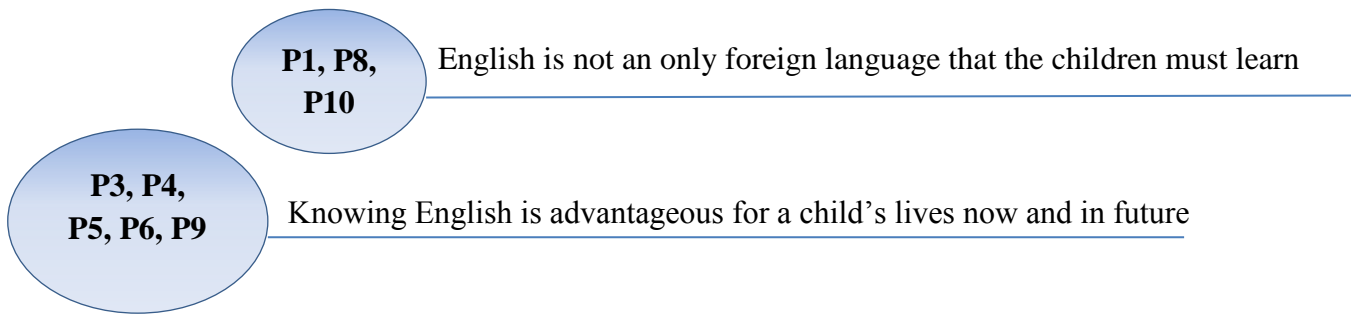 P1, P8,
P10
English is not an only foreign language that the children must learn
P3, P4,
P5, P6, P9
Knowing English is advantageous for a child’s lives now and in future